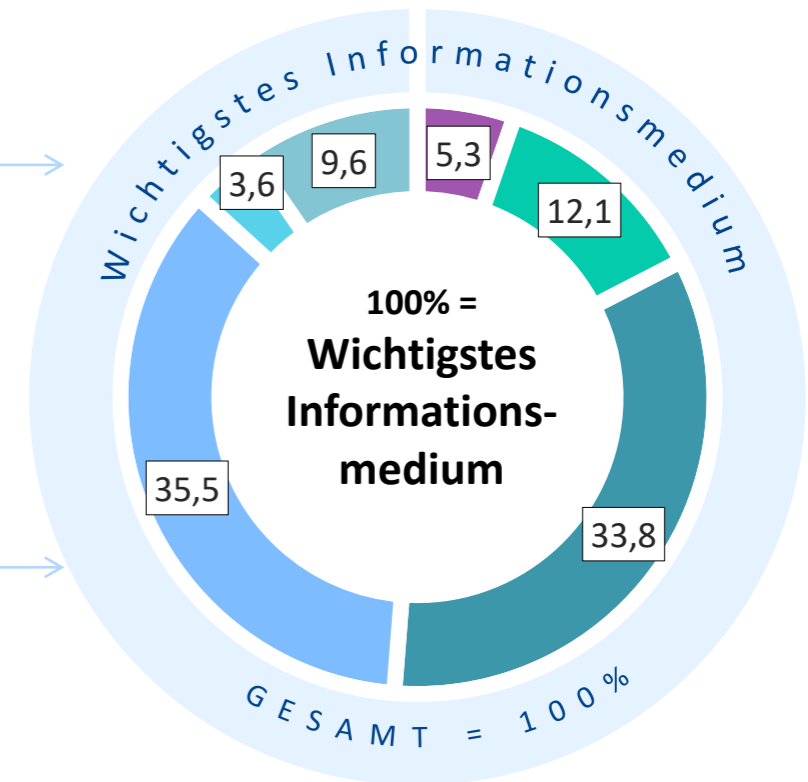 Wichtigstes Informationsmedium
9,6
5,3
3,6
12,1
100% =
Wichtigstes
Informations-
medium
35,5
33,8
GESAMT = 100%